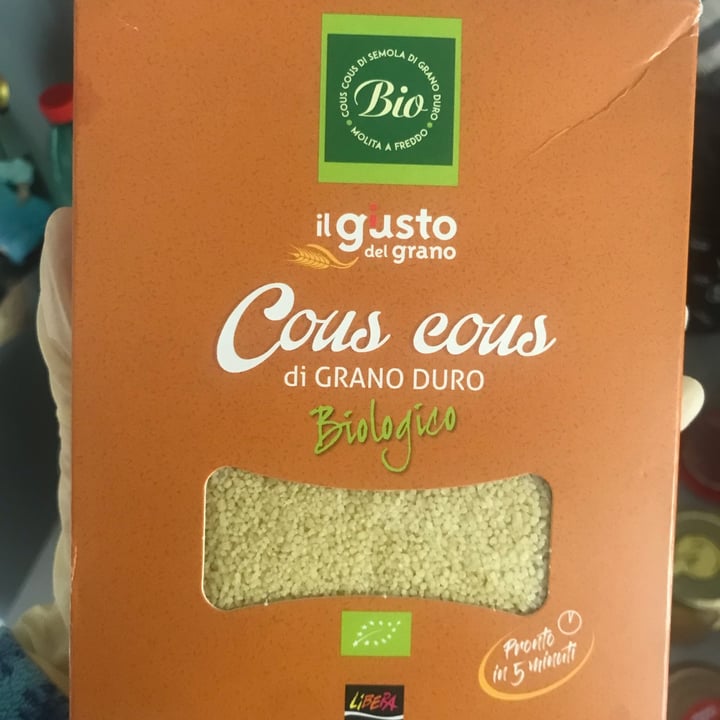 COUS COUS DI SEMOLA DI GRANO DURO
Bio
MOLITA A FREDDO
il gusto
del grano
Cous cous
di GRANO DURO
Biologico
Pronto
in 5 minuti
LiBERA